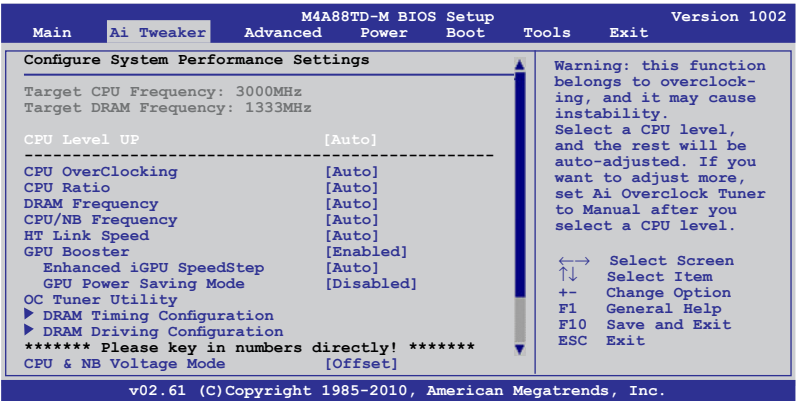 M4A88TD-M BIOS Setup Version 1002
Main Ai Tweaker Advanced Power Boot Tools Exit
Configure System Performance Settings
Target CPU Frequency: 3000MHz
Target DRAM Frequency: 1333MHz
CPU Level UP [Auto]
-------------------------------------------------
CPU OverClocking [Auto]
CPU Ratio [Auto]
DRAM Frequency [Auto]
CPU/NB Frequency [Auto]
HT Link Speed [Auto]
GPU Booster [Enabled]
Enhanced iGPU SpeedStep [Auto]
GPU Power Saving Mode [Disabled]
OC Tuner Utility
DRAM Timing Configuration
DRAM Driving Configuration
******* Please key in numbers directly! *******
CPU & NB Voltage Mode [Offset]
Warning: this function
belongs to overclock-
ing, and it may cause
instability.
Select a CPU level,
and the rest will be
auto-adjusted. If you
want to adjust more,
set Ai Overclock Tuner
to Manual after you
select a CPU level.
←→ Select Screen
↑↓ Select Item
+- Change Option
F1 General Help
F10 Save and Exit
ESC Exit
v02.61 (C)Copyright 1985-2010, American Megatrends, Inc.